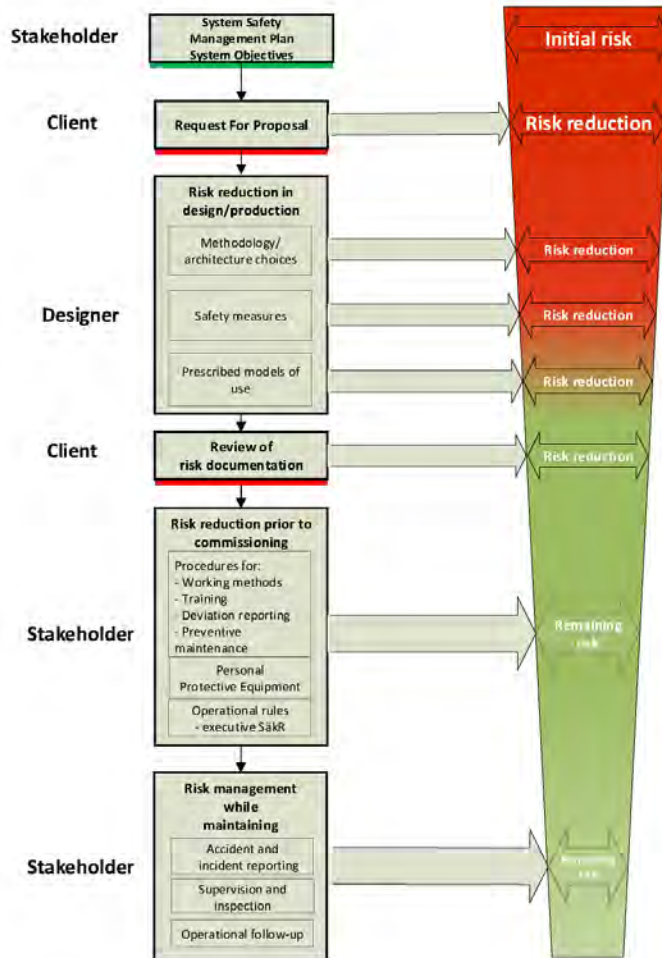 Stakeholder
System Safety
Management Plan
System Objectives
Initial risk
Client
Request For Proposal
Risk reduction
Risk reduction in
design/production
Methodology/
architecture choices
Risk reduction
Designer
Safety measures
Risk reduction
Prescribed models of
use
Risk reduction
Client
Review of
risk documentation
Risk reduction
Risk reduction prior to
commissioning
Procedures for:
- Working methods
- Training
- Deviation reporting
- Preventive
maintenance
Stakeholder
Remaining
risk
Personal
Protective Equipment
Operational rules
- executive SäkR
Risk management
while
maintaining
Stakeholder
Accident and
incident reporting
Remaining
risk
Supervision and
inspection
Operational follow-up